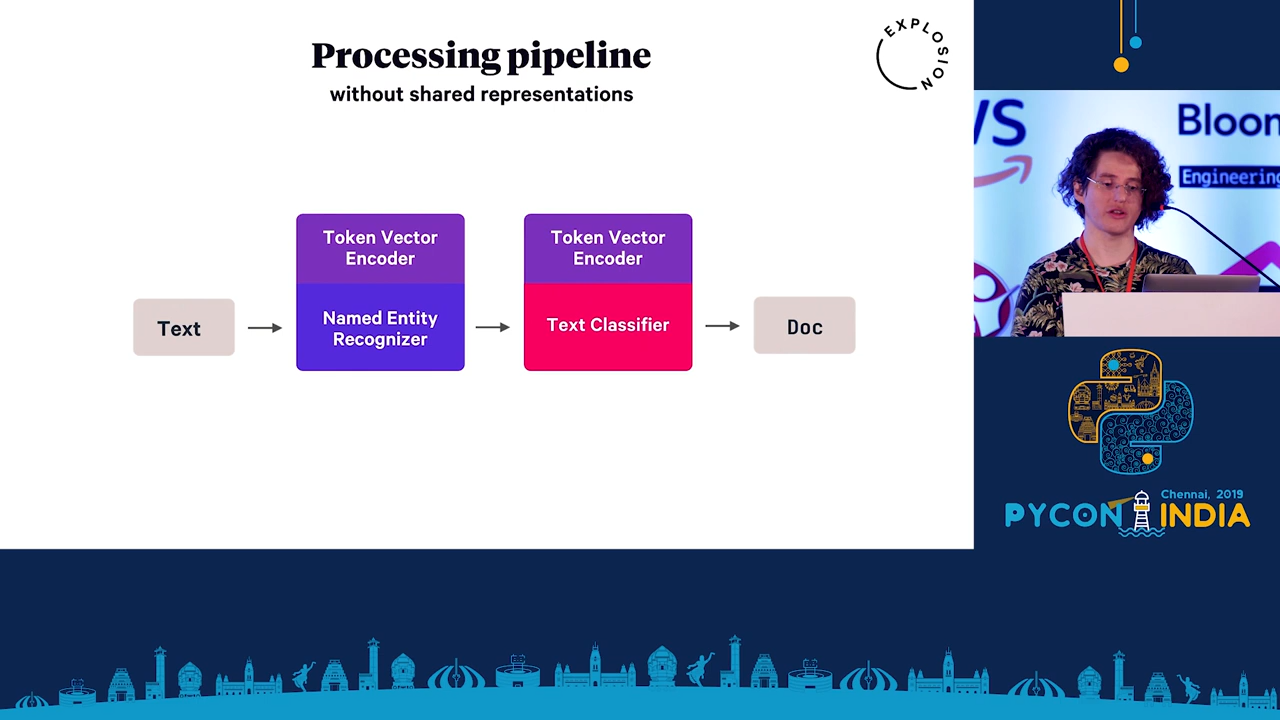 Processing pipeline
without shared representations
EXPLOSION
Token Vector
Encoder
Named Entity
Recognizer
Token Vector
Encoder
Text Classifier
Text
Doc
Engineering
Chennai, 2019
PYCON INDIA